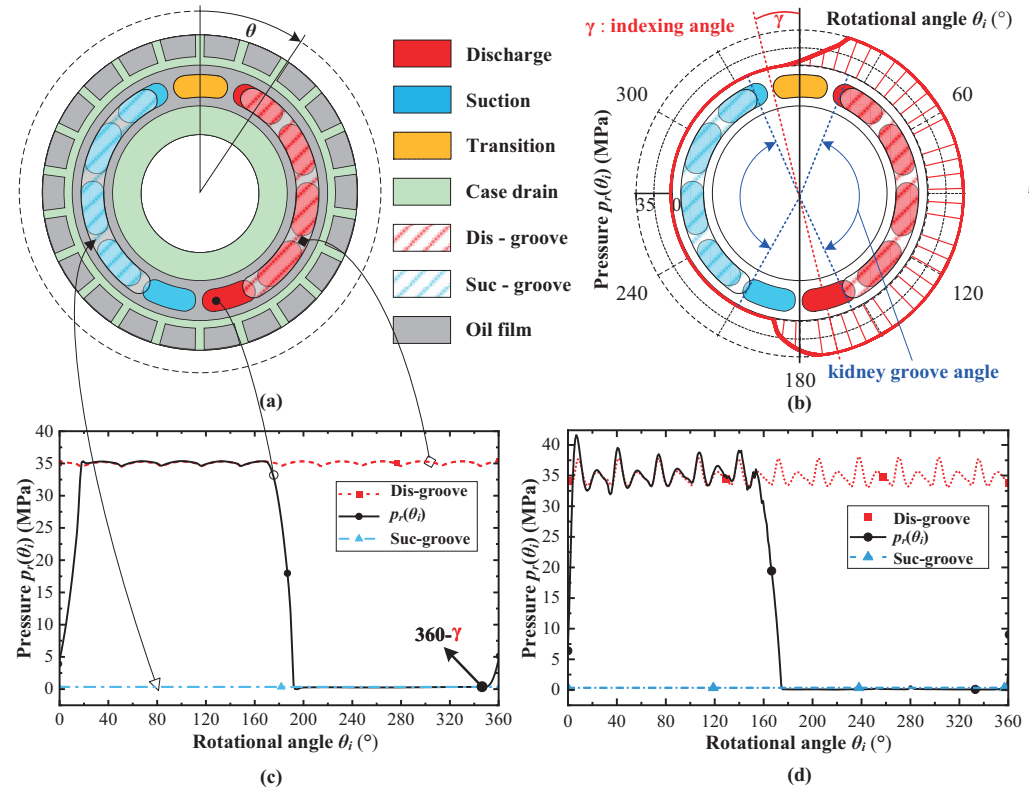 (a)
θ
Discharge
Suction
Transition
Case drain
Dis - groove
Suc - groove
Oil film
γ : indexing angle
γ
Rotational angle θi (°)
300
60
35
0
240
120
180
Pressure pr(θi) (MPa)
kidney groove angle
(a)
(b)
40
35
30
25
20
15
10
5
0
Pressure pr(θi) (MPa)
Dis-groove
pr(θi)
Suc-groove
360-γ
0 40 80 120 160 200 240 280 320 360
Rotational angle θi (°)
(c)
40
35
30
25
20
15
10
5
0
Pressure pr(θi) (MPa)
Dis-groove
pr(θi)
Suc-groove
0 40 80 120 160 200 240 280 320 360
Rotational angle θi (°)
(d)